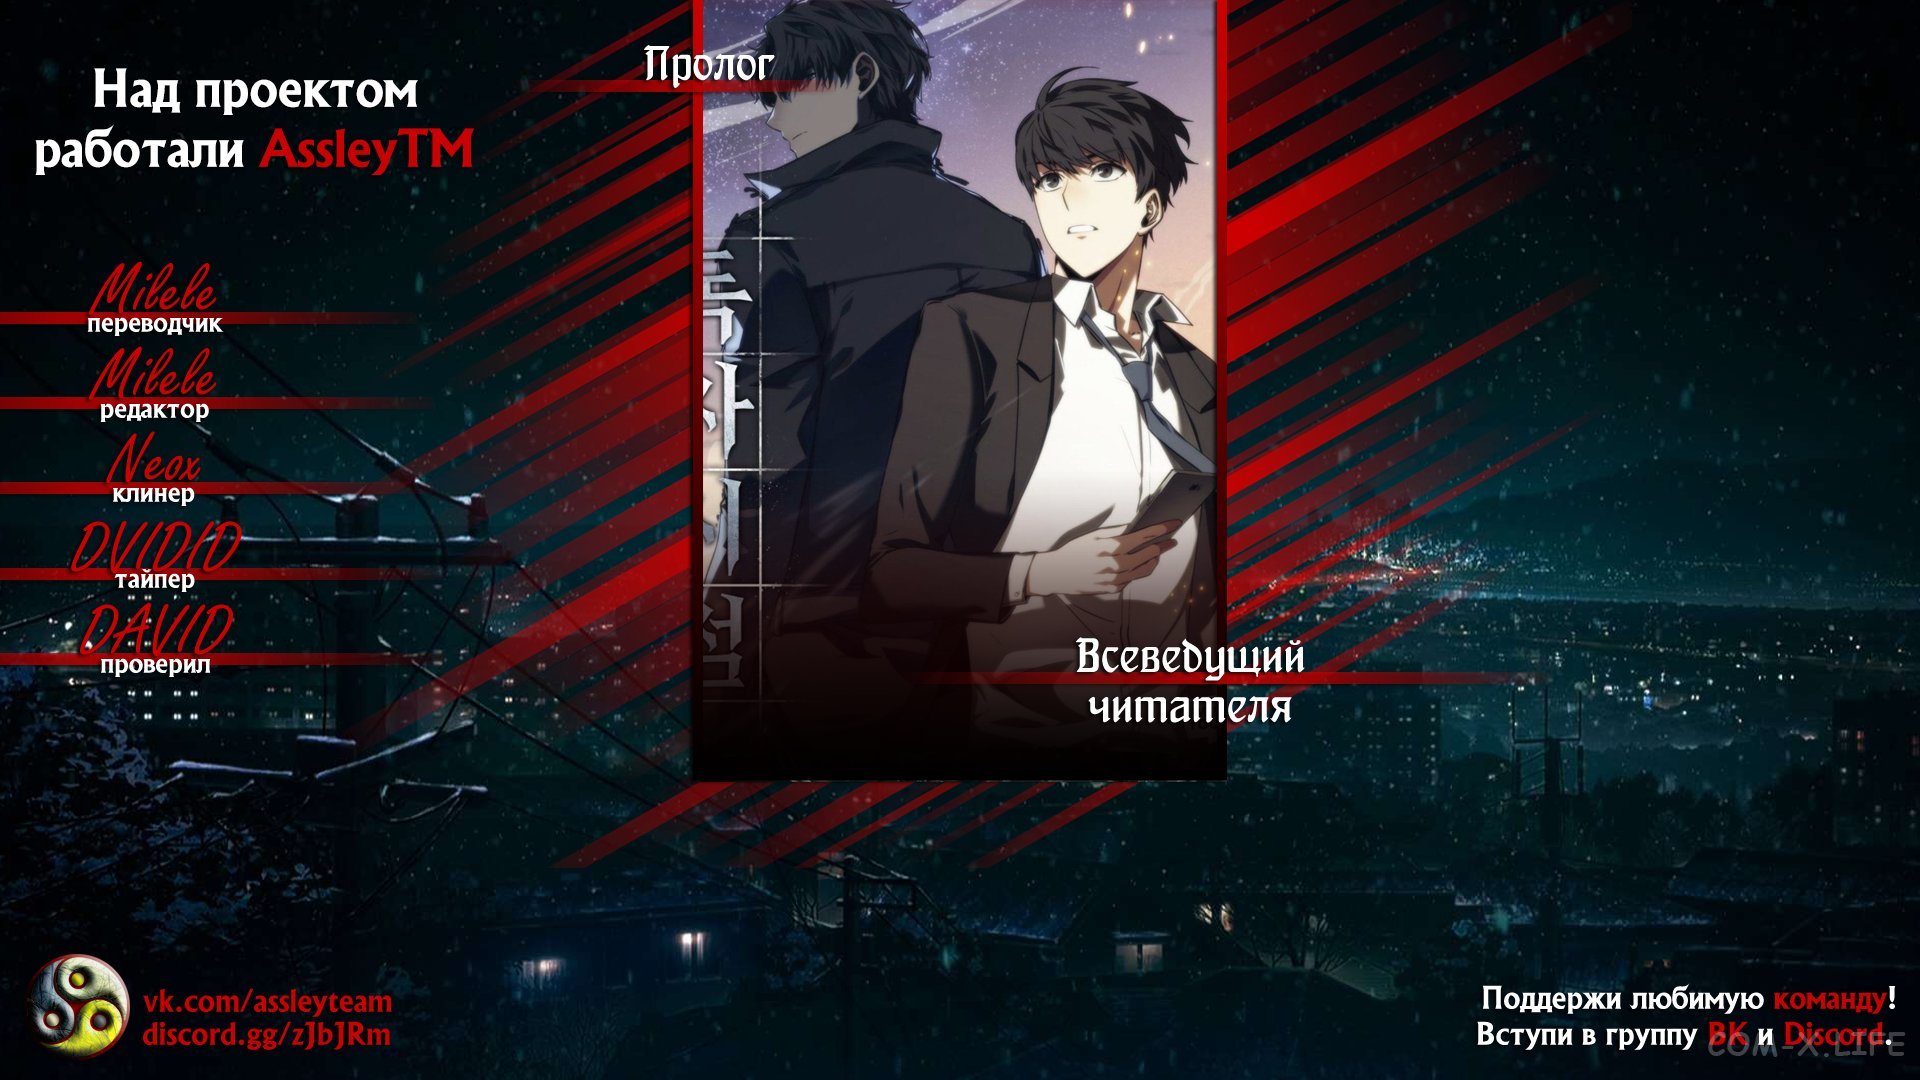 Над проектом
работали AssleyTM
Пролог
Milele
переводчик
Milele
редактор
Neox
клинер
DVIDID
тайпер
DAVID
проверил
Всеведущий
читателя
vk.com/assleyteam
discord.gg/zJbJRm
Поддержи любимую команду!
Вступи в группу ВК и Discord.
COM-X.LIFE